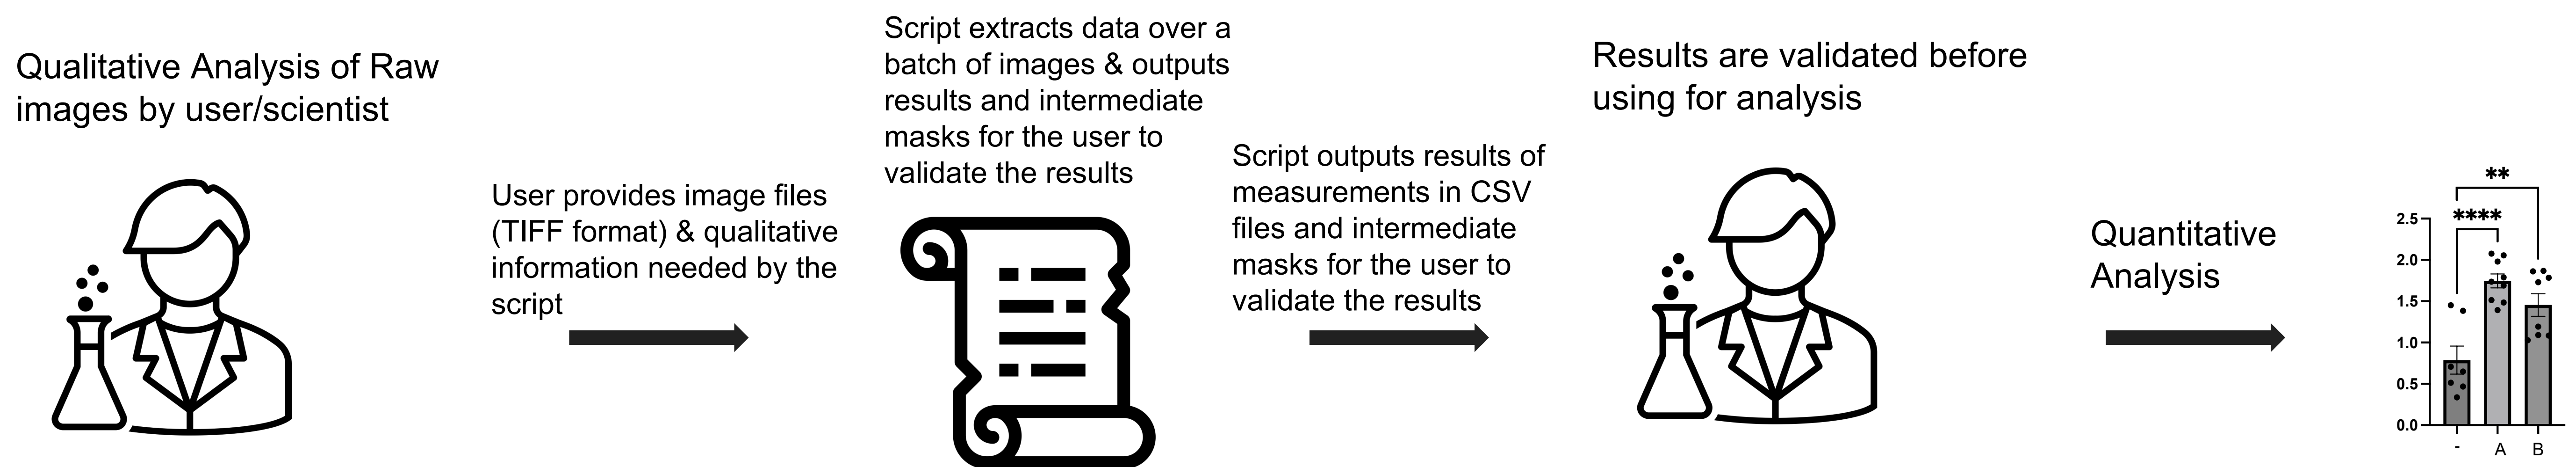 Qualitative Analysis of Raw
images by user/scientist
User provides image files
(TIFF format) & qualitative
information needed by the
script
Script extracts data over a
batch of images & outputs
results and intermediate
masks for the user to
validate the results
Script outputs results of
measurements in CSV
files and intermediate
masks for the user to
validate the results
Results are validated before
using for analysis
Quantitative
Analysis
**
****
2.5
2.0
1.5
1.0
0.5
0.0
- A B